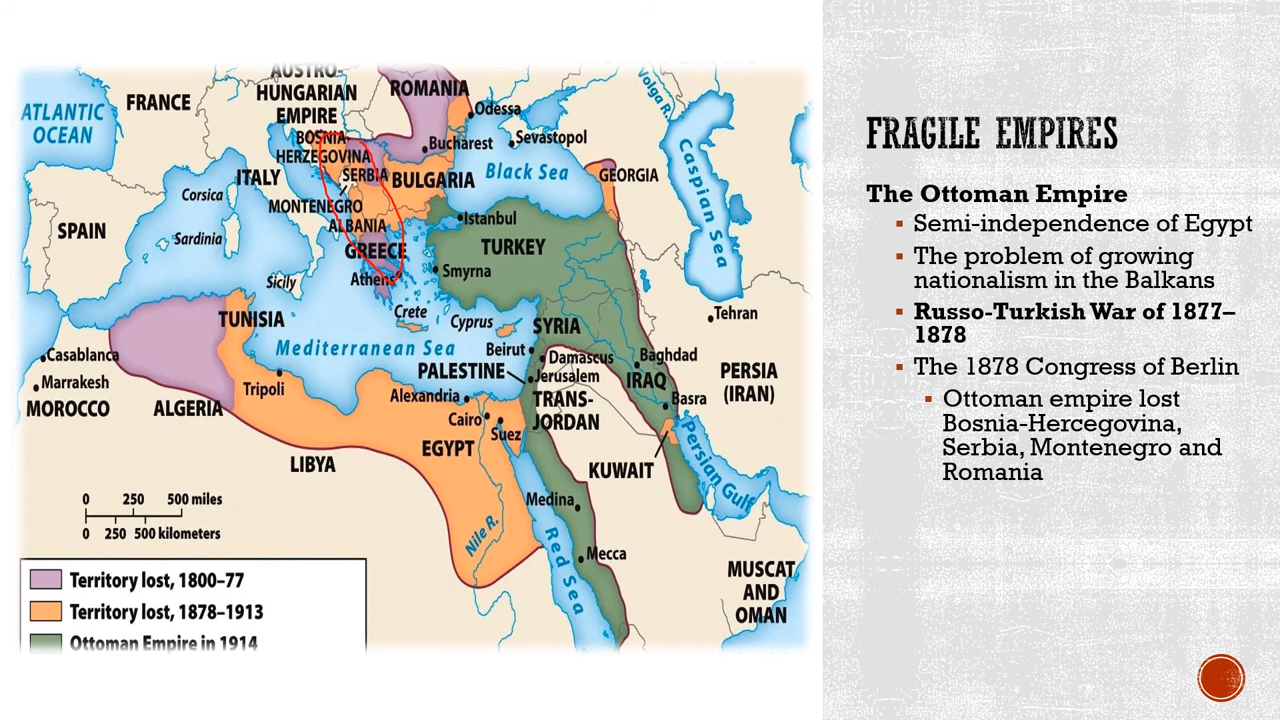 AUSTRO-
HUNGARIAN
EMPIRE
ROMANIA
Volga R.
ATLANTIC
OCEAN
FRANCE
Odessa
BOSNIA
HERZEGOVINA
Bucharest
Sevastopol
ITALY
SERBIA
BULGARIA
Black Sea
GEORGIA
Caspian Sea
Corsica
MONTENEGRO
SPAIN
Sardinia
ALBANIA
Istanbul
TURKEY
GREECE
Sicily
Athens
Smyrna
Crete
Cyprus
SYRIA
Tehran
TUNISIA
Mediterranean Sea
Beirut
Damascus
Baghdad
Casablanca
Marrakesh
PALESTINE
Jerusalem
IRAQ
PERSIA
(IRAN)
MOROCCO
ALGERIA
Tripoli
Alexandria
TRANS-
JORDAN
Basra
Cairo
Suez
EGYPT
LIBYA
KUWAIT
Persian Gulf
Medina
Nile R.
Red Sea
Mecca
MUSCAT
AND
OMAN
0 250 500 miles
0 250 500 kilometers
Territory lost, 1800–77
Territory lost, 1878–1913
Ottoman Empire in 1914
FRAGILE EMPIRES
The Ottoman Empire
Semi-independence of Egypt
The problem of growing
nationalism in the Balkans
Russo-Turkish War of 1877–
1878
The 1878 Congress of Berlin
Ottoman empire lost
Bosnia-Hercegovina,
Serbia, Montenegro and
Romania